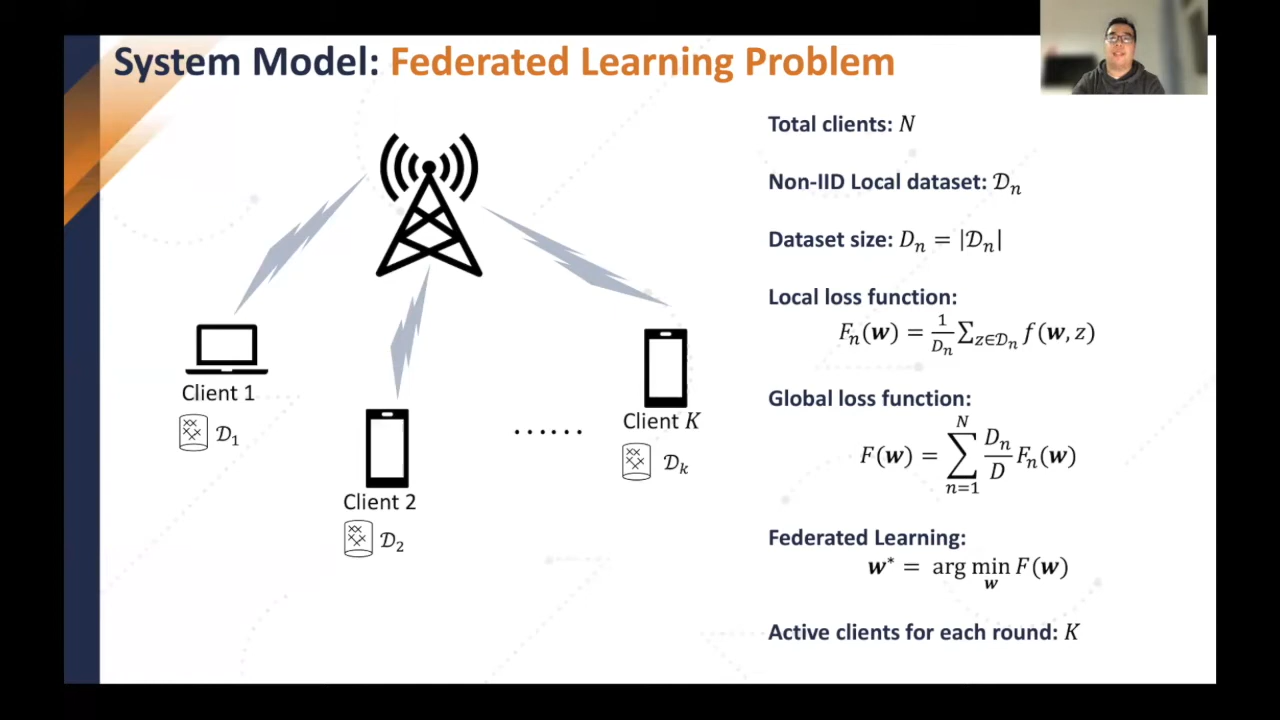 System Model: Federated Learning Problem
Total clients: N
Non-IID Local dataset: 𝒟ₙ
Dataset size: Dₙ = |𝒟ₙ|
Local loss function:
Fₙ(𝒘) = 1/Dₙ ∑_{z∈𝒟ₙ} f(𝒘, z)
Global loss function:
F(𝒘) = ∑_{n=1}^{N} Dₙ/D Fₙ(𝒘)
Federated Learning:
𝒘* = arg min_𝒘 F(𝒘)
Active clients for each round: K
Client 1
𝒟₁
Client 2
𝒟₂
......
Client K
𝒟ₖ